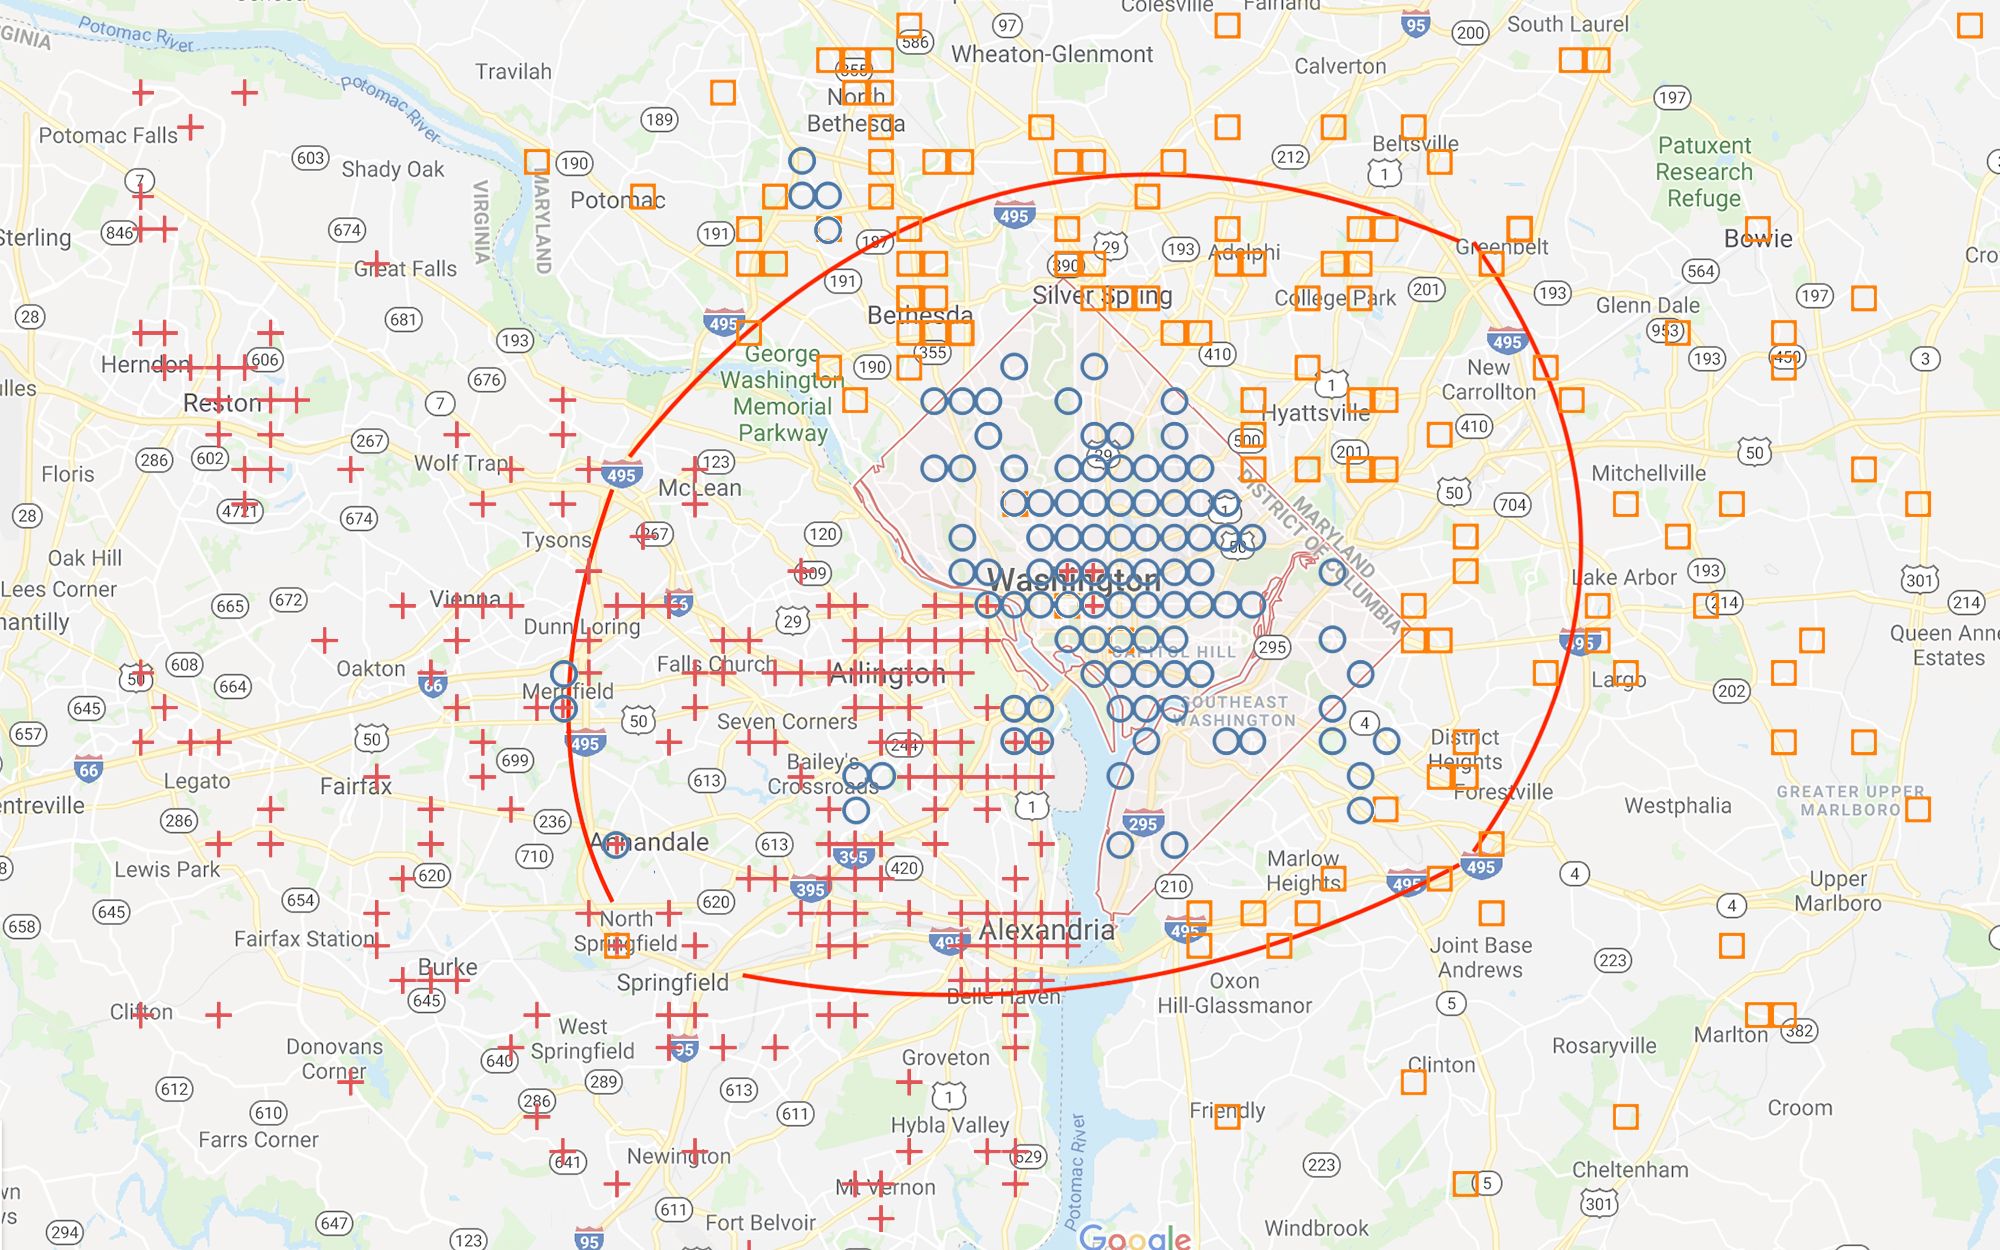 Colesville
Fairland
GINIA
Potomac River
97
95
200
South Laurel
586
Wheaton-Glenmont
Travilah
355
Calverton
Potomac River
North
Bethesda
197
189
Potomac Falls
Beltsville
Patuxent
Research
Refuge
603
Shady Oak
190
212
1
7
VIRGINIA
MARYLAND
Potomac
495
Sterling
846
674
191
187
29
193
Adelphi
Greenbelt
Bowie
Great Falls
390
564
191
Silver Spring
College Park
201
193
Glenn Dale
197
28
681
495
Bethesda
193
495
953
Herndon
606
George
Washington
Memorial
Parkway
355
190
410
193
450
3
676
New
Carrollton
Reston
7
1
Hyattsville
267
286
602
Wolf Trap
123
29
500
201
410
50
Floris
495
McLean
Mitchellville
28
4721
674
DISTRICT OF COLUMBIA
MARYLAND
1
50
704
Oak Hill
Tysons
267
120
50
Lees Corner
309
Washington
Lake Arbor
193
301
665
672
Vienna
66
214
214
Dunn Loring
29
295
495
Queen Anne
Estates
608
Oakton
Falls Church
Arlington
CAPITOL HILL
50
664
66
Merrifield
Largo
202
645
50
Seven Corners
SOUTHEAST
WASHINGTON
4
657
50
495
244
District
Heights
66
Legato
699
Bailey's
Crossroads
613
Fairfax
1
Forestville
Westphalia
GREATER UPPER
MARLBORO
286
236
295
Annandale
710
613
395
Lewis Park
620
420
Marlow
Heights
495
495
4
395
210
Upper
Marlboro
654
620
645
658
North
Springfield
4
Fairfax Station
495
Alexandria
495
Joint Base
Andrews
223
Burke
Springfield
645
Belle Haven
Oxon
Hill-Glassmanor
5
Clifton
West
Springfield
Marlton
382
Donovans
Corner
640
95
Groveton
Clinton
Rosaryville
612
289
613
1
286
610
611
Friendly
Croom
Farrs Corner
Hybla Valley
641
Newington
629
Potomac River
223
Cheltenham
Mt Vernon
5
301
611
647
Fort Belvoir
294
123
95
Google
Windbrook